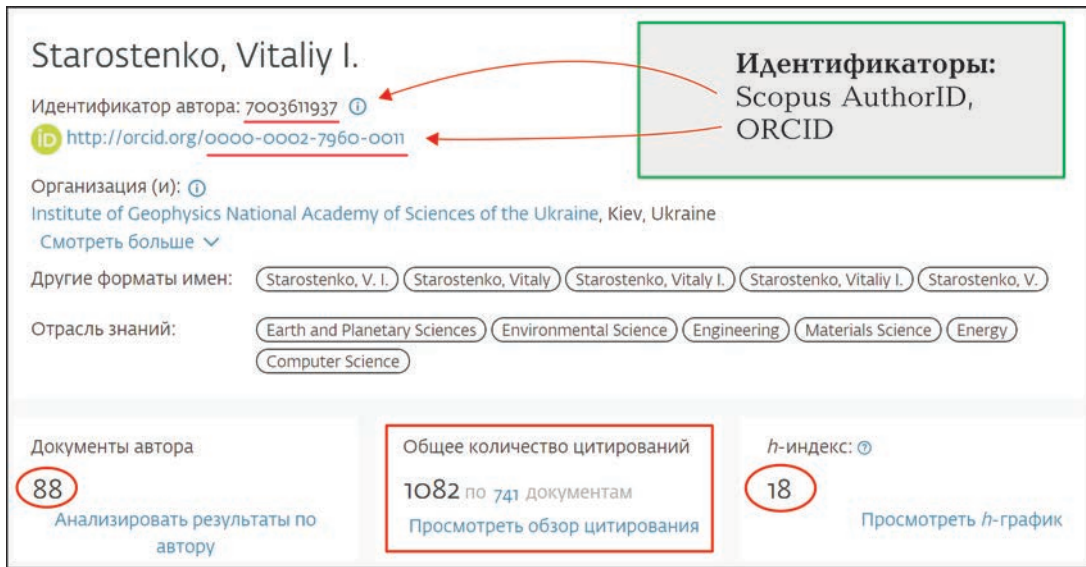 Starostenko, Vitaliy I.
Идентификатор автора: 7003611937
iD http://orcid.org/0000-0002-7960-0011
Идентификаторы:
Scopus AuthorID,
ORCID
Организация (и):
Institute of Geophysics National Academy of Sciences of the Ukraine, Kiev, Ukraine
Смотреть больше
Другие форматы имен: Starostenko, V. I. Starostenko, Vitaly Starostenko, Vitaly I. Starostenko, Vitaliy I. Starostenko, V.
Отрасль знаний: Earth and Planetary Sciences Environmental Science Engineering Materials Science Energy
Computer Science
Документы автора
88
Анализировать результаты по
автору
Общее количество цитирований
1082 по 741 документам
Просмотреть обзор цитирования
h-индекс:
18
Просмотреть h-график